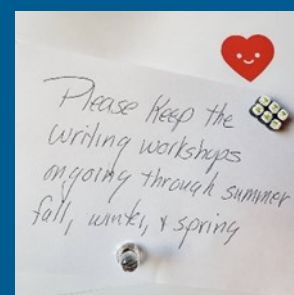 Please Keep the
writing workshops
ongoing through summer
fall, winter, & spring